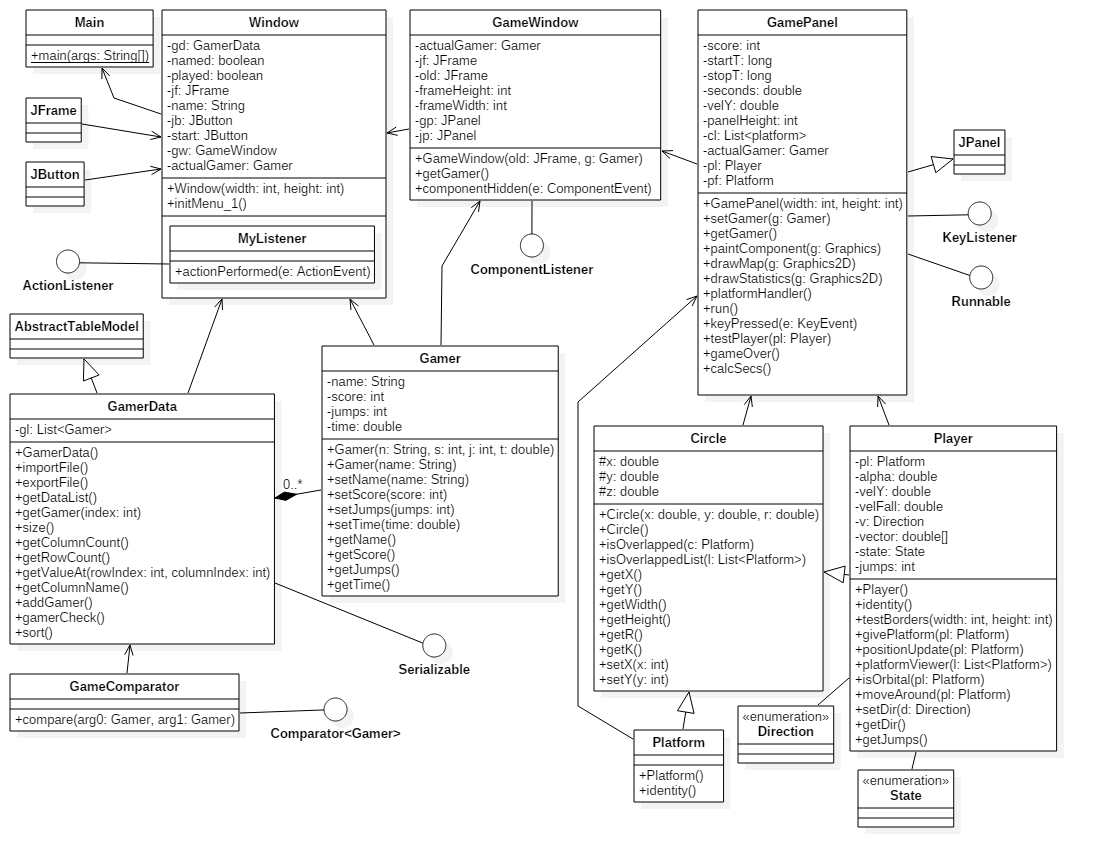 Main
+main(args: String[])
JFrame
JButton
ActionListener
Window
-gd: GamerData
-named: boolean
-played: boolean
-jf: JFrame
-name: String
-jb: JButton
-start: JButton
-gw: GameWindow
-actualGamer: Gamer
+Window(width: int, height: int)
+initMenu_1()
MyListener
+actionPerformed(e: ActionEvent)
GameWindow
-actualGamer: Gamer
-jf: JFrame
-old: JFrame
-frameHeight: int
-frameWidth: int
-gp: JPanel
-jp: JPanel
+GameWindow(old: JFrame, g: Gamer)
+getGamer()
+componentHidden(e: ComponentEvent)
ComponentListener
GamePanel
-score: int
-startT: long
-stopT: long
-seconds: double
-velY: double
-panelHeight: int
-cl: List<platform>
-actualGamer: Gamer
-pl: Player
-pf: Platform
+GamePanel(width: int, height: int)
+setGamer(g: Gamer)
+getGamer()
+paintComponent(g: Graphics)
+drawMap(g: Graphics2D)
+drawStatistics(g: Graphics2D)
+platformHandler()
+run()
+keyPressed(e: KeyEvent)
+testPlayer(pl: Player)
+gameOver()
+calcSecs()
JPanel
KeyListener
Runnable
AbstractTableModel
GamerData
-gl: List<Gamer>
+GamerData()
+importFile()
+exportFile()
+getDataList()
+getGamer(index: int)
+size()
+getColumnCount()
+getRowCount()
+getValueAt(rowIndex: int, columnIndex: int)
+getColumnName()
+addGamer()
+gamerCheck()
+sort()
0..*
Gamer
-name: String
-score: int
-jumps: int
-time: double
+Gamer(n: String, s: int, j: int, t: double)
+Gamer(name: String)
+setName(name: String)
+setScore(score: int)
+setJumps(jumps: int)
+setTime(time: double)
+getName()
+getScore()
+getJumps()
+getTime()
Serializable
GameComparator
+compare(arg0: Gamer, arg1: Gamer)
Comparator<Gamer>
Circle
#x: double
#y: double
#z: double
+Circle(x: double, y: double, r: double)
+Circle()
+isOverlapped(c: Platform)
+isOverlappedList(l: List<Platform>)
+getX()
+getY()
+getWidth()
+getHeight()
+getR()
+getK()
+setX(x: int)
+setY(y: int)
Player
-pl: Platform
-alpha: double
-velY: double
-velFall: double
-v: Direction
-vector: double[]
-state: State
-jumps: int
+Player()
+identity()
+testBorders(width: int, height: int)
+givePlatform(pl: Platform)
+positionUpdate(pl: Platform)
+platformViewer(l: List<Platform>)
+isOrbital(pl: Platform)
+moveAround(pl: Platform)
+setDir(d: Direction)
+getDir()
+getJumps()
Platform
+Platform()
+identity()
«enumeration»
Direction
«enumeration»
State